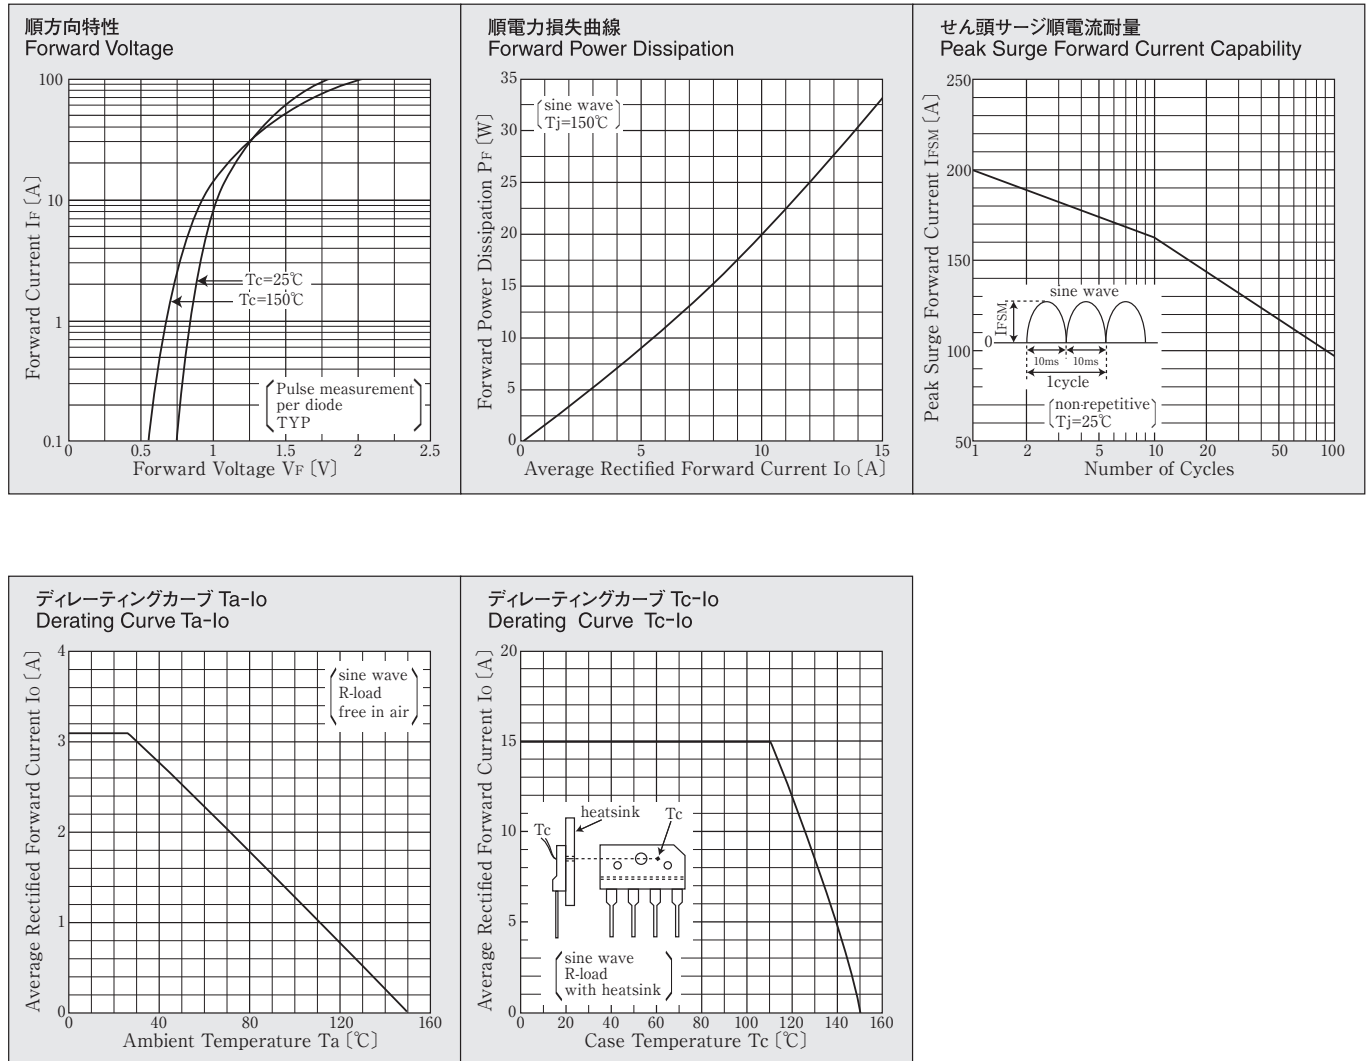 順方向特性
Forward Voltage
Forward Current IF〔A〕
100
10
1
0.1
Tc=25℃
Tc=150℃
Pulse measurement
per diode
TYP
0 0.5 1 1.5 2 2.5
Forward Voltage VF〔V〕
順電力損失曲線
Forward Power Dissipation
Forward Power Dissipation PF〔W〕
35
30
25
20
15
10
5
0
sine wave
Tj=150℃
0 5 10 15
Average Rectified Forward Current Io〔A〕
せん頭サージ順電流耐量
Peak Surge Forward Current Capability
Peak Surge Forward Current IFSM〔A〕
250
200
150
100
50
sine wave
IFSM
0
10ms 10ms
1cycle
non-repetitive
Tj=25℃
1 2 5 10 20 50 100
Number of Cycles
ディレーティングカーブ Ta-Io
Derating Curve Ta-Io
Average Rectified Forward Current Io〔A〕
4
3
2
1
0
sine wave
R-load
free in air
0 40 80 120 160
Ambient Temperature Ta〔℃〕
ディレーティングカーブ Tc-Io
Derating Curve Tc-Io
Average Rectified Forward Current Io〔A〕
20
15
10
5
0
heatsink
Tc
Tc
sine wave
R-load
with heatsink
0 20 40 60 80 100 120 140 160
Case Temperature Tc〔℃〕